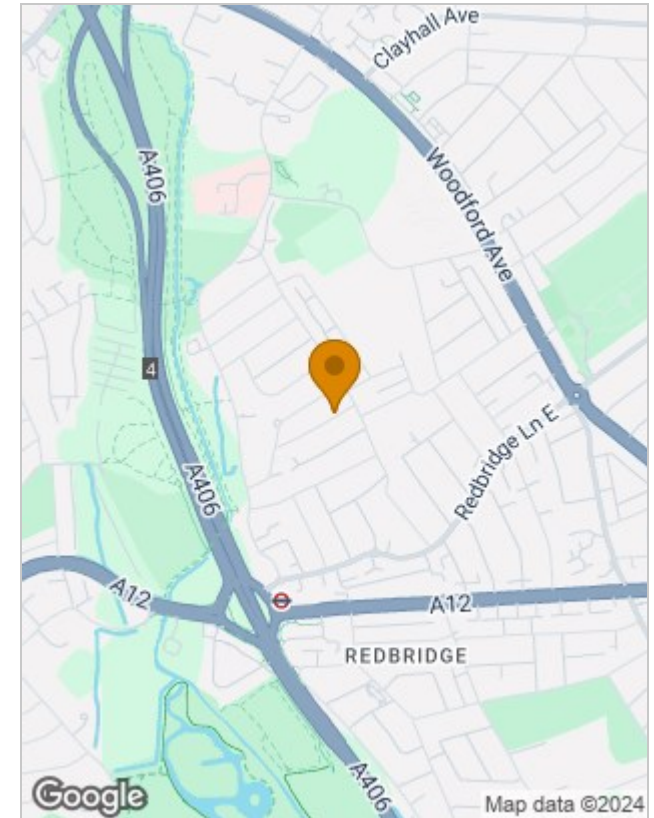 Clayhall Ave
A406
Woodford Ave
4
Redbridge Ln E
A406
A12
A12
REDBRIDGE
A406
Google
Map data ©2024